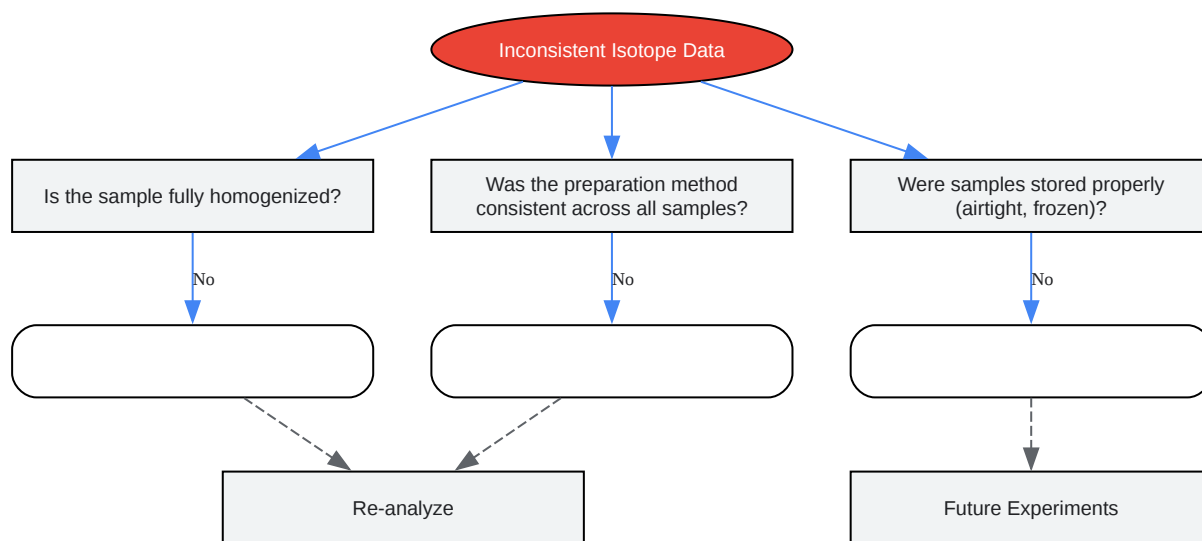 Inconsistent Isotope Data
Is the sample fully homogenized?
Was the preparation method
consistent across all samples?
Were samples stored properly
(airtight, frozen)?
No
No
No
Re-analyze
Future Experiments